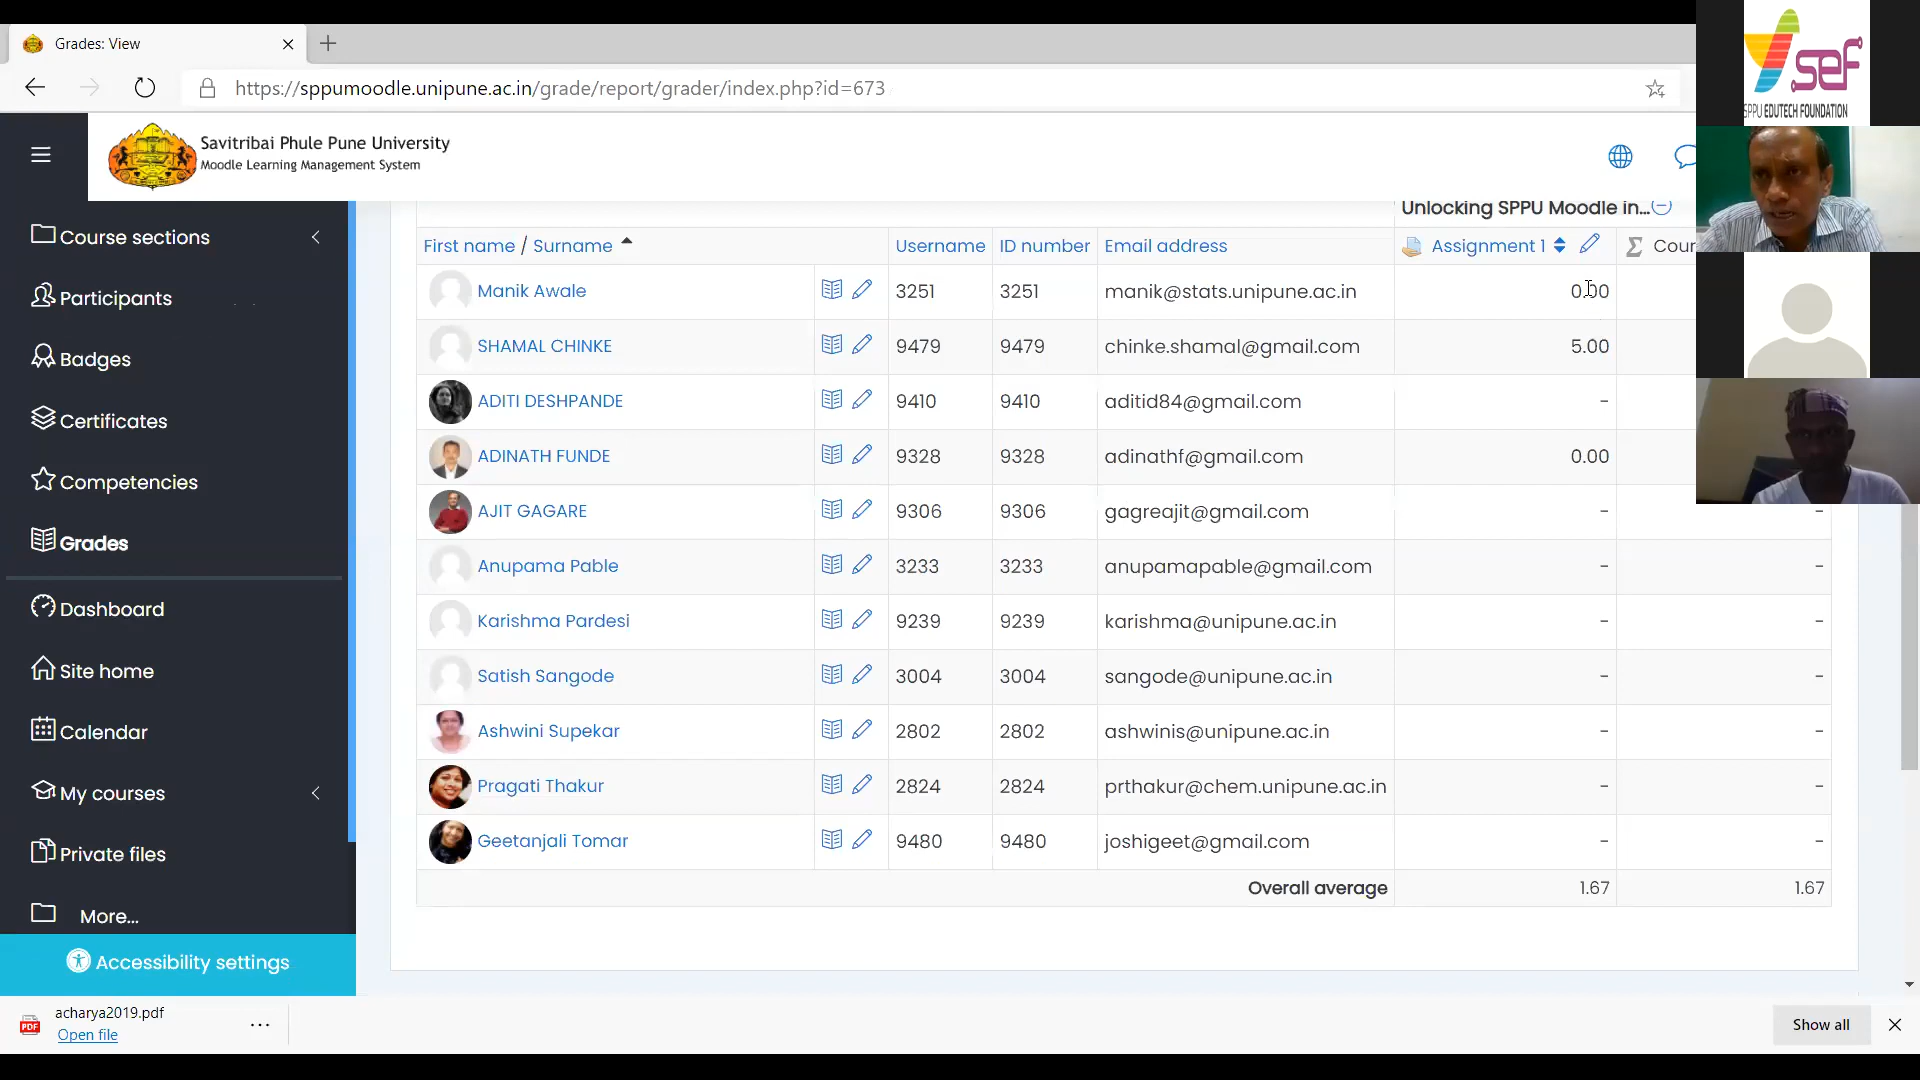 Grades: View
https://sppumoodle.unipune.ac.in/grade/report/grader/index.php?id=673
sef
SPPU EDUTECH FOUNDATION
Savitribai Phule Pune University
Moodle Learning Management System
Course sections
Participants
Badges
Certificates
Competencies
Grades
Dashboard
Site home
Calendar
My courses
Private files
More...
Accessibility settings
Unlocking SPPU Moodle in...
First name / Surname Username ID number Email address Assignment 1 Σ Cour
Manik Awale 3251 3251 manik@stats.unipune.ac.in 0.00
SHAMAL CHINKE 9479 9479 chinke.shamal@gmail.com 5.00
ADITI DESHPANDE 9410 9410 aditid84@gmail.com -
ADINATH FUNDE 9328 9328 adinathf@gmail.com 0.00
AJIT GAGARE 9306 9306 gagreajit@gmail.com - -
Anupama Pable 3233 3233 anupamapable@gmail.com - -
Karishma Pardesi 9239 9239 karishma@unipune.ac.in - -
Satish Sangode 3004 3004 sangode@unipune.ac.in - -
Ashwini Supekar 2802 2802 ashwinis@unipune.ac.in - -
Pragati Thakur 2824 2824 prthakur@chem.unipune.ac.in - -
Geetanjali Tomar 9480 9480 joshigeet@gmail.com - -
Overall average 1.67 1.67
PDF
acharya2019.pdf
Open file
...
Show all